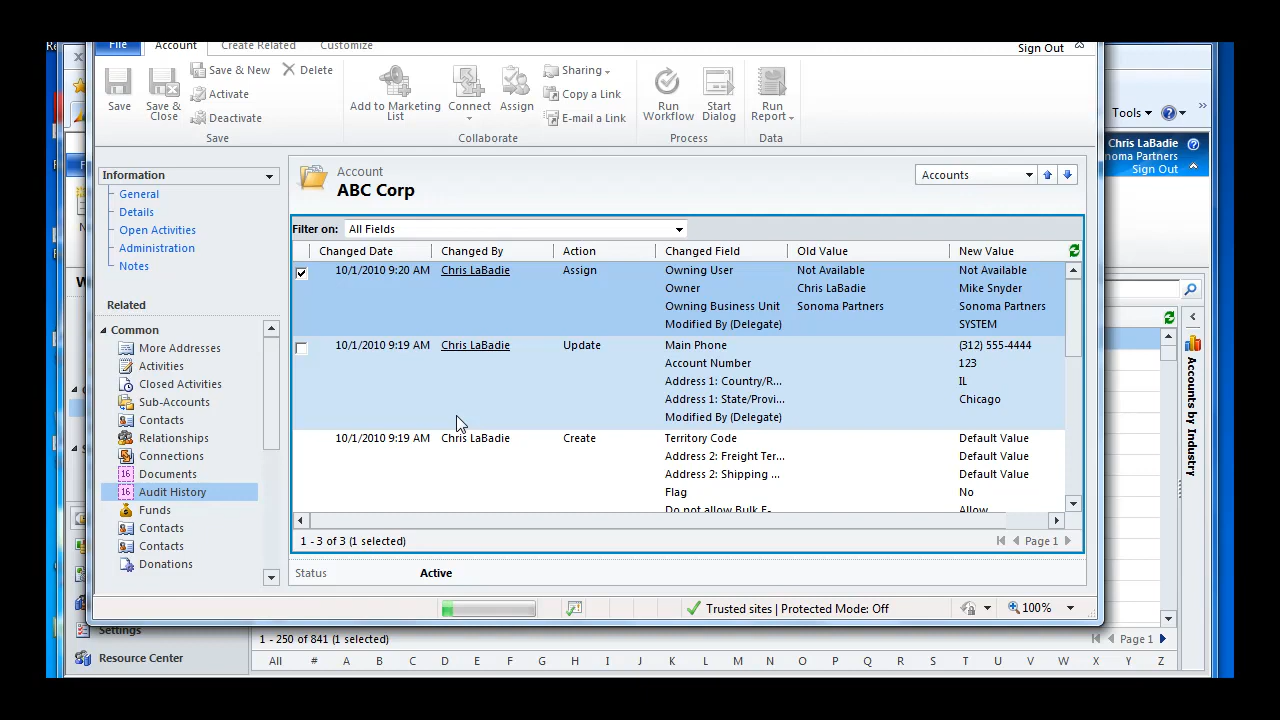 File Account Create Related Customize Sign Out
Save
Save & Close
Save & New
Delete
Activate
Deactivate
Save
Add to Marketing List
Connect
Assign
Sharing
Copy a Link
E-mail a Link
Collaborate
Run Workflow
Start Dialog
Process
Run Report
Data
Tools
Chris LaBadie
noma Partners
Sign Out
Information
General
Details
Open Activities
Administration
Notes
Related
Common
More Addresses
Activities
Closed Activities
Sub-Accounts
Contacts
Relationships
Connections
16 Documents
16 Audit History
Funds
Contacts
Contacts
Donations
Account
ABC Corp
Accounts
Filter on: All Fields
Changed Date Changed By Action Changed Field Old Value New Value
10/1/2010 9:20 AM Chris LaBadie Assign Owning User Not Available Not Available
Owner Chris LaBadie Mike Snyder
Owning Business Unit Sonoma Partners Sonoma Partners
Modified By (Delegate) SYSTEM
10/1/2010 9:19 AM Chris LaBadie Update Main Phone (312) 555-4444
Account Number 123
Address 1: Country/R... IL
Address 1: State/Provi... Chicago
Modified By (Delegate)
10/1/2010 9:19 AM Chris LaBadie Create Territory Code Default Value
Address 2: Freight Ter... Default Value
Address 2: Shipping ... Default Value
Flag No
Do not allow Bulk E- Allow
1 - 3 of 3 (1 selected) Page 1
Status Active
Trusted sites | Protected Mode: Off 100%
Accounts by Industry
Settings
Resource Center
1 - 250 of 841 (1 selected) Page 1
All # A B C D E F G H I J K L M N O P Q R S T U V W X Y Z